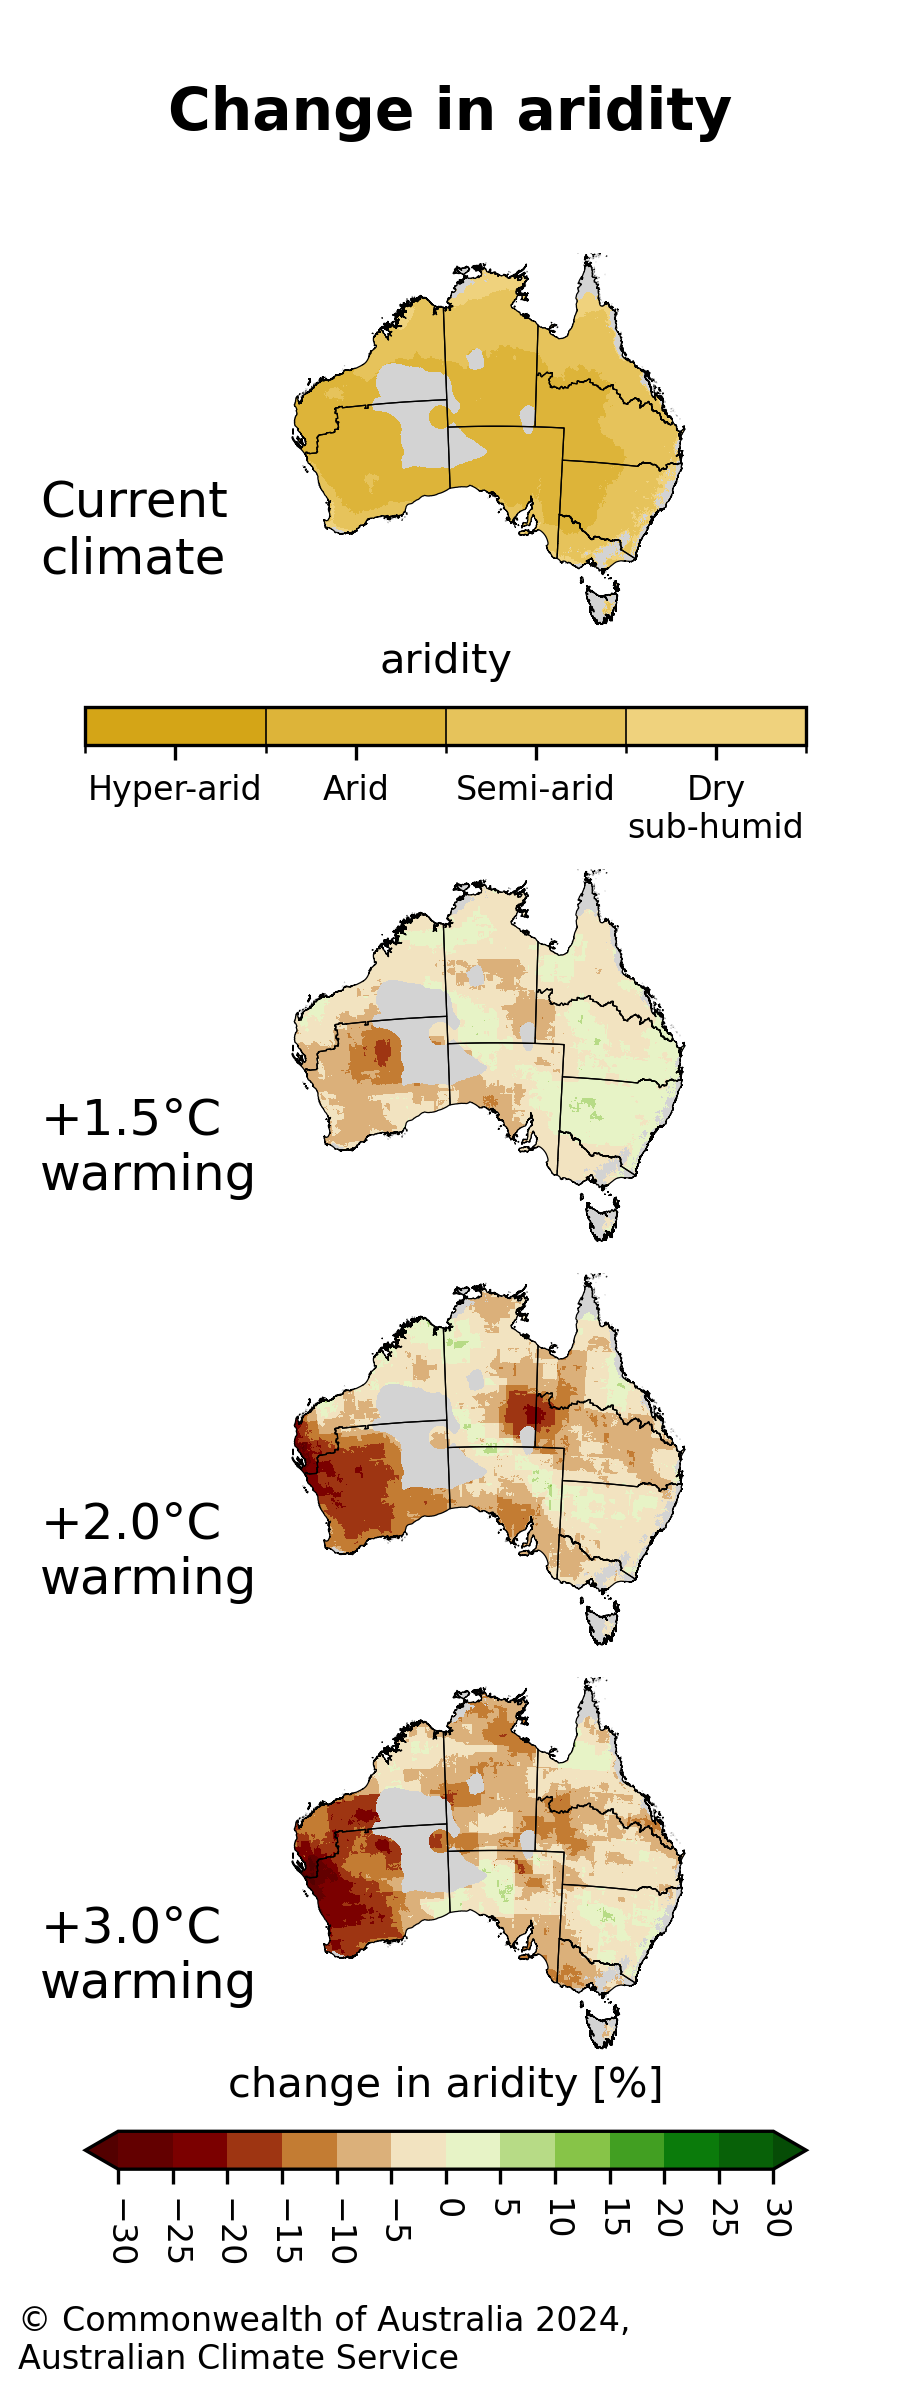 Change in aridity
Current
climate
aridity
Hyper-arid Arid Semi-arid Dry
sub-humid
+1.5°C
warming
+2.0°C
warming
+3.0°C
warming
change in aridity [%]
−30 −25 −20 −15 −10 −5 0 5 10 15 20 25 30
© Commonwealth of Australia 2024,
Australian Climate Service